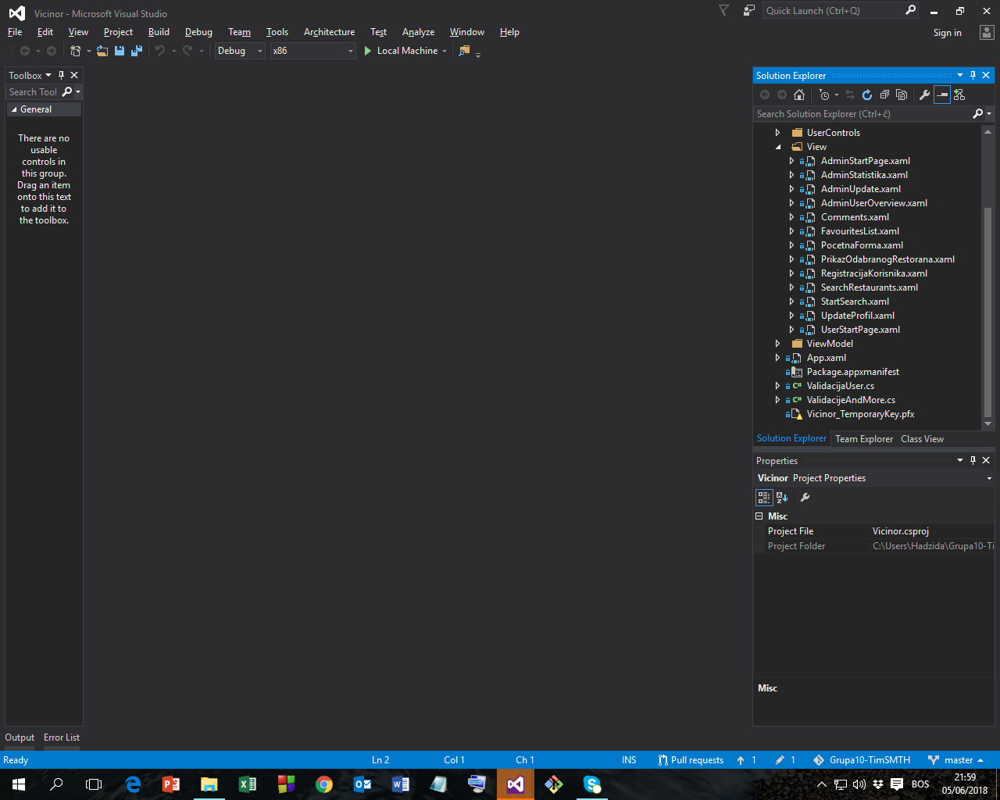 Vicinor - Microsoft Visual Studio
Quick Launch (Ctrl+Q)
File Edit View Project Build Debug Team Tools Architecture Test Analyze Window Help
Sign in
Debug x86 Local Machine
Toolbox
Search Tool
General
There are no
usable
controls in
this group.
Drag an item
onto this text
to add it to
the toolbox.
Solution Explorer
Search Solution Explorer (Ctrl+č)
UserControls
View
AdminStartPage.xaml
AdminStatistika.xaml
AdminUpdate.xaml
AdminUserOverview.xaml
Comments.xaml
FavouritesList.xaml
PocetnaForma.xaml
PrikazOdabranogRestorana.xaml
RegistracijaKorisnika.xaml
SearchRestaurants.xaml
StartSearch.xaml
UpdateProfil.xaml
UserStartPage.xaml
ViewModel
App.xaml
Package.appxmanifest
C# ValidacijaUser.cs
C# ValidacijeAndMore.cs
Vicinor_TemporaryKey.pfx
Solution Explorer Team Explorer Class View
Properties
Vicinor Project Properties
Misc
Project File Vicinor.csproj
Project Folder C:\Users\Hadzida\Grupa10-Ti
Misc
Output Error List
Ready Ln 2 Col 1 Ch 1 INS Pull requests 1 1 Grupa10-TimSMTH master
BOS
21:59
05/06/2018